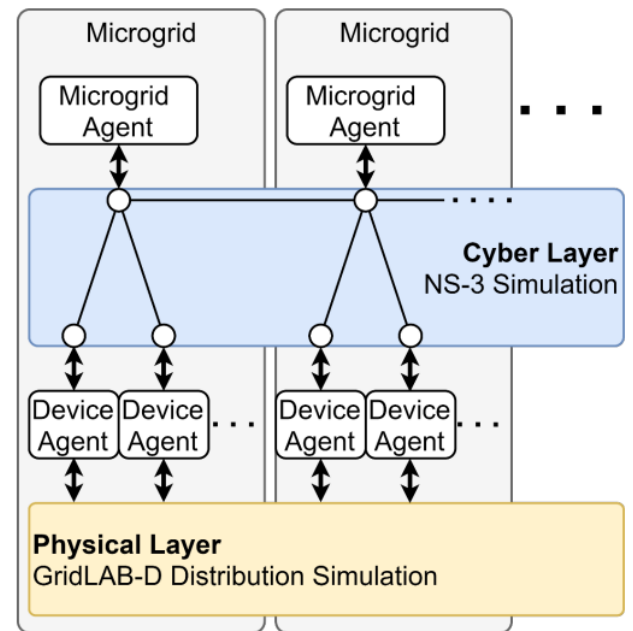 Microgrid
Microgrid
Microgrid
Agent
Microgrid
Agent
Cyber Layer
NS-3 Simulation
Device
Agent
Device
Agent
Device
Agent
Device
Agent
Physical Layer
GridLAB-D Distribution Simulation